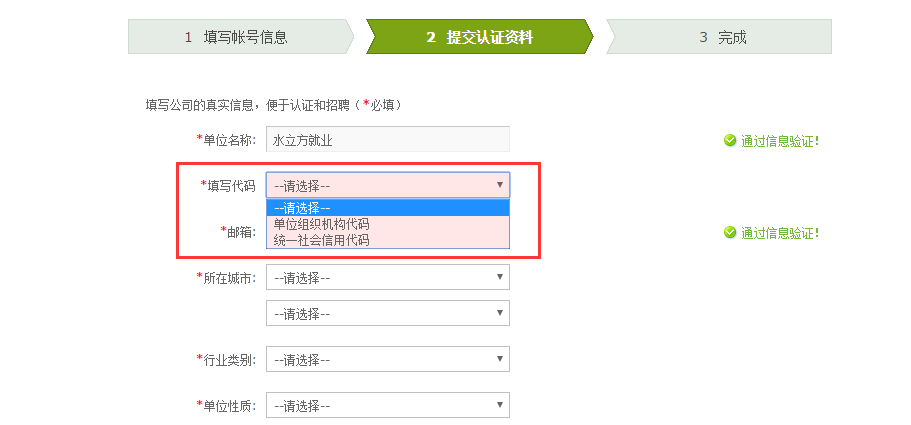 1 填写帐号信息
2 提交认证资料
3 完成
填写公司的真实信息，便于认证和招聘（*必填）
*单位名称: 水立方就业 通过信息验证!
*填写代码 --请选择--
--请选择--
单位组织机构代码
*邮箱: 通过信息验证!
统一社会信用代码
*所在城市: --请选择--
--请选择--
*行业类别: --请选择--
*单位性质: --请选择--